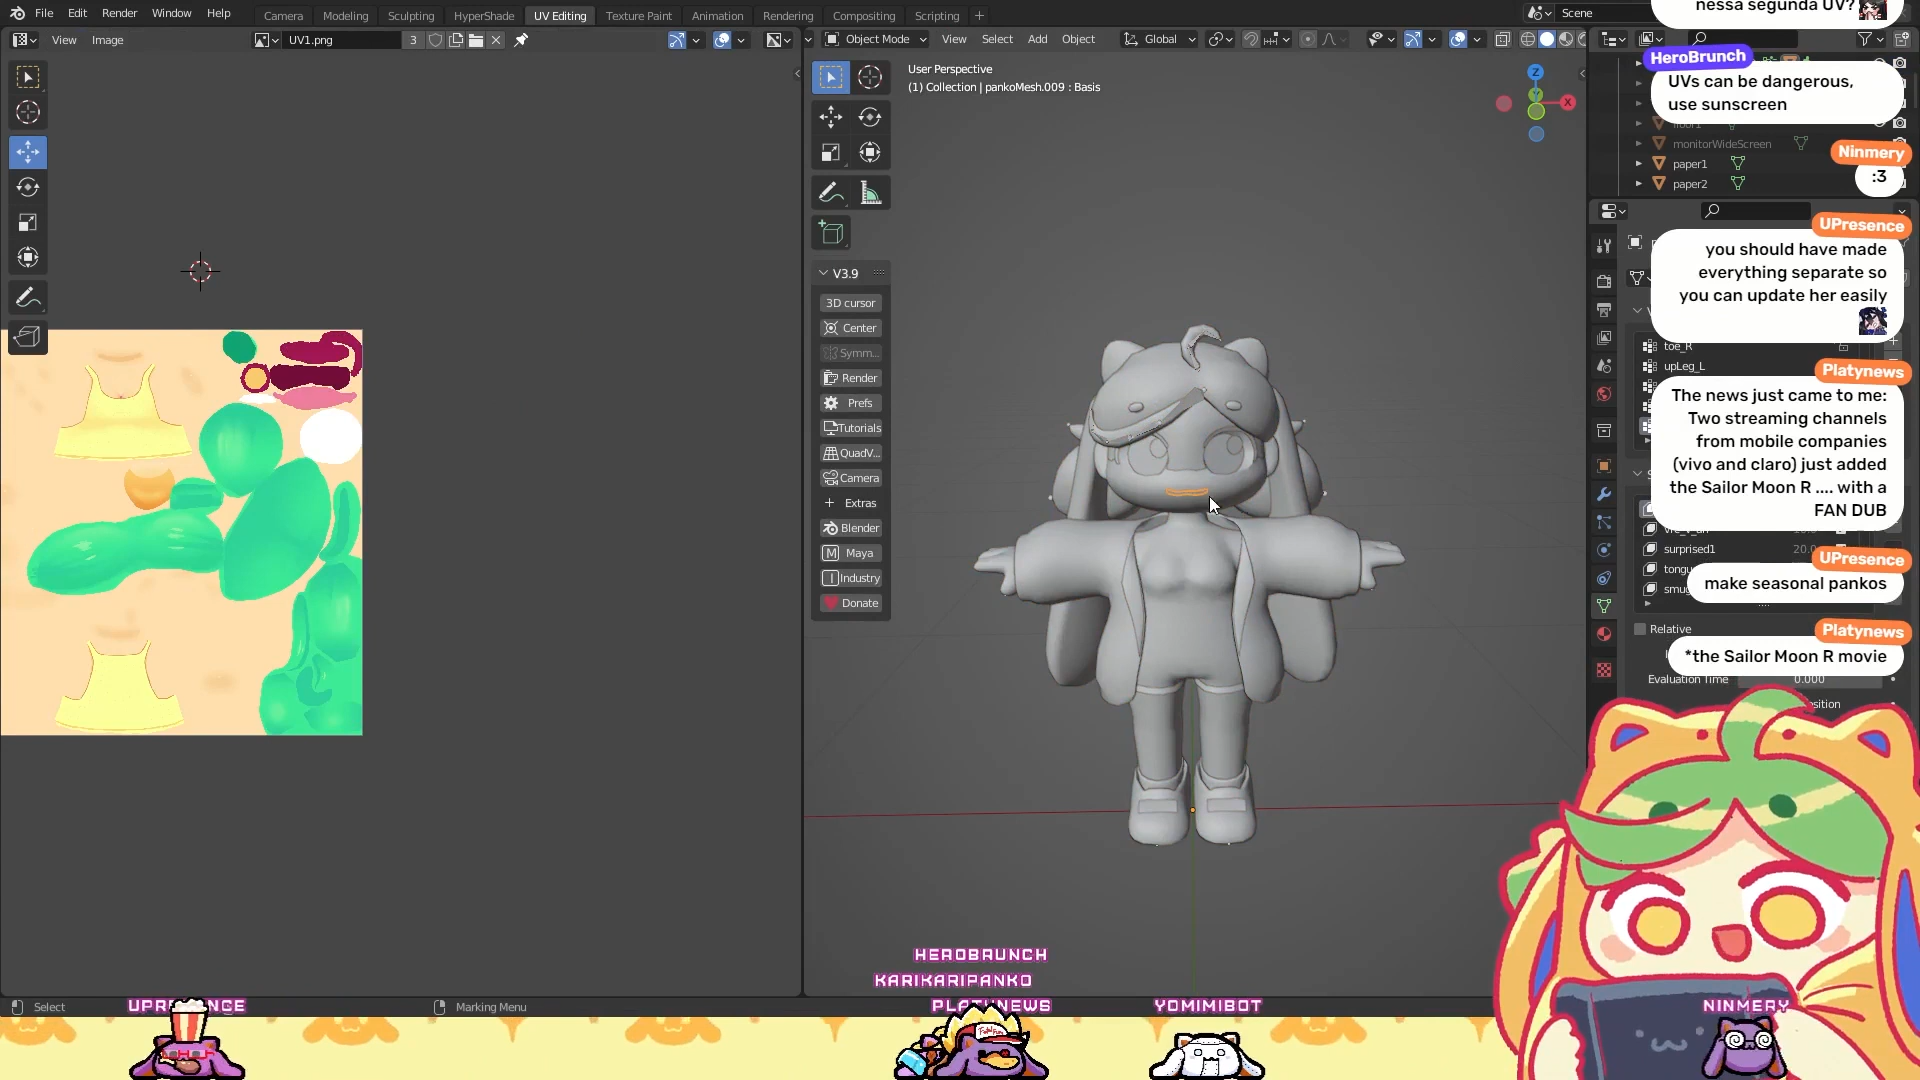 File Edit Render Window Help
Camera Modeling Sculpting HyperShade UV Editing Texture Paint Animation Rendering Compositing Scripting +
Scene
View Image
UV1.png 3
Object Mode View Select Add Object Global
User Perspective
(1) Collection | pankoMesh.009 : Basis
Z
X
V3.9
3D cursor
Center
Symm...
Render
Prefs
Tutorials
QuadV...
Camera
+ Extras
Blender
M Maya
I Industry
Donate
monitorWideScreen
paper1
paper2
toe_R
upLeg_L
surprised1 20.0
tongu
smug
Relative
Evaluation Time 0.000
nessa segunda UV?
HeroBrunch
UVs can be dangerous,
use sunscreen
Ninmery
:3
UPresence
you should have made
everything separate so
you can update her easily
Platynews
The news just came to me:
Two streaming channels
from mobile companies
(vivo and claro) just added
the Sailor Moon R .... with a
FAN DUB
UPresence
make seasonal pankos
Platynews
*the Sailor Moon R movie
HEROBRUNCH
KARIKARIPANKO
PLATYNEWS
YOMIMIBOT
NINMERY
Select
Marking Menu